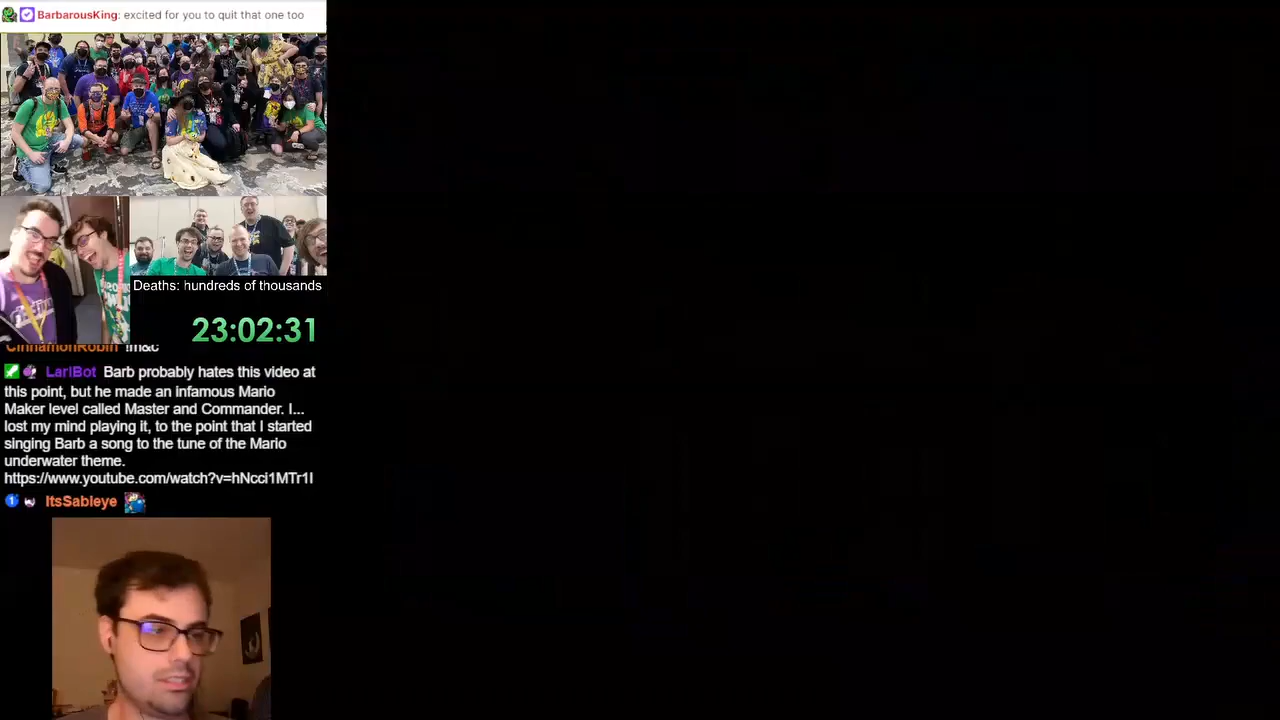 BarbarousKing: excited for you to quit that one too
Deaths: hundreds of thousands
23:02:31
CinnamonRobin !m&c
LarlBot Barb probably hates this video at
this point, but he made an infamous Mario
Maker level called Master and Commander. I...
lost my mind playing it, to the point that I started
singing Barb a song to the tune of the Mario
underwater theme.
https://www.youtube.com/watch?v=hNcci1MTr1I
ItsSableye